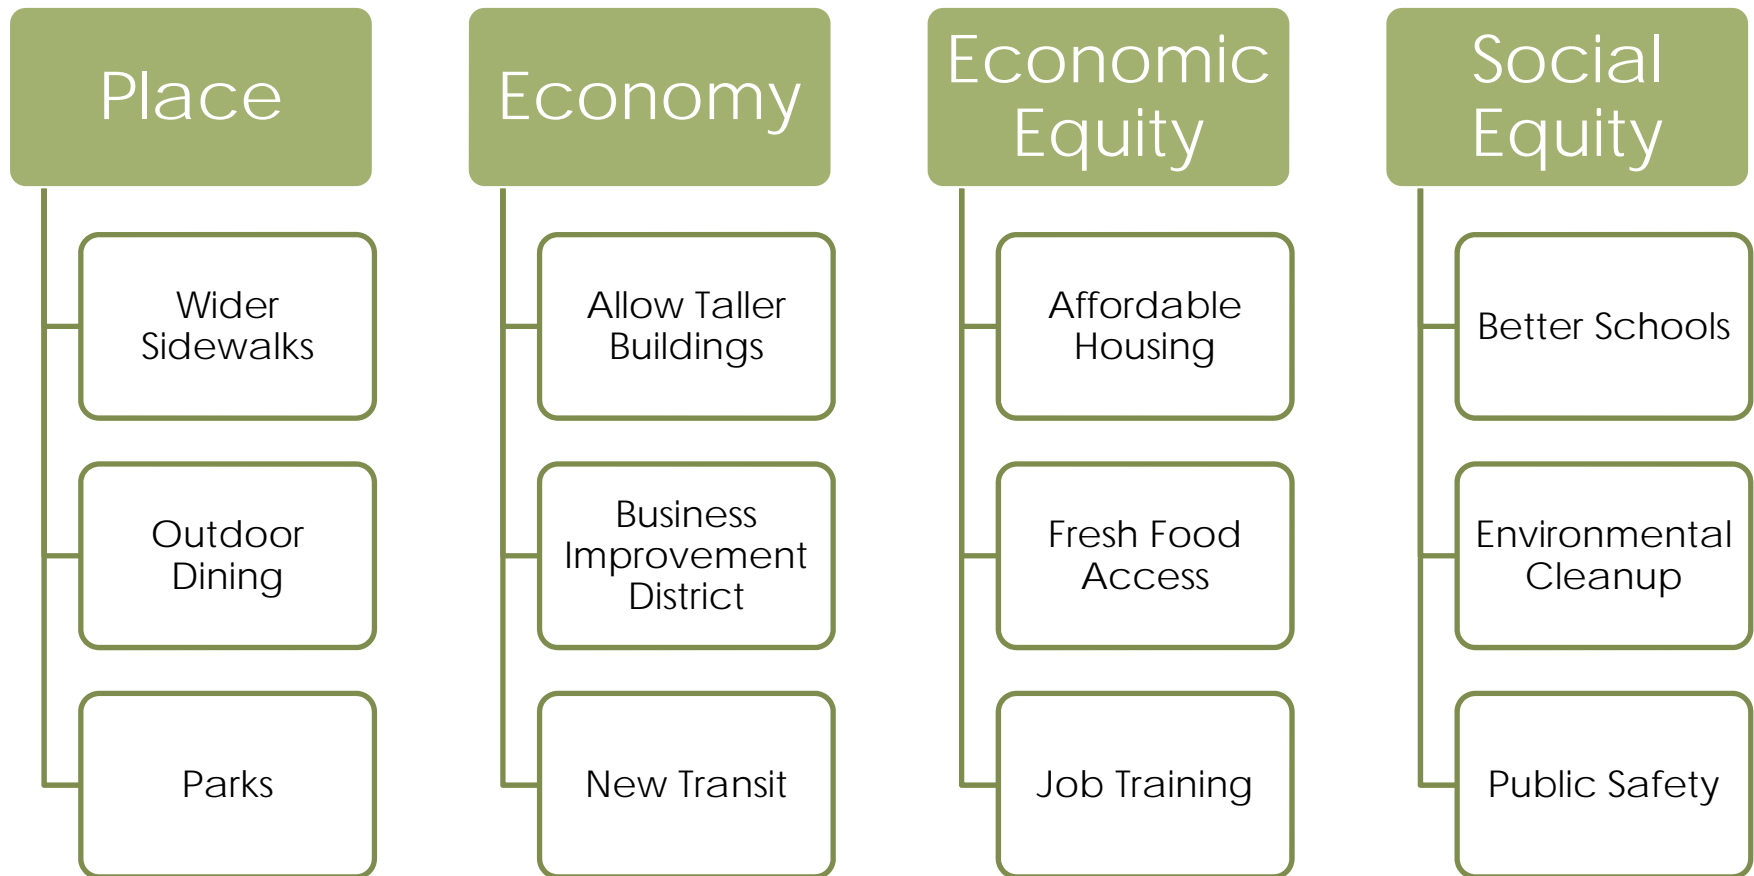 Place
Wider
Sidewalks
Outdoor
Dining
Parks
Economy
Allow Taller
Buildings
Business
Improvement
District
New Transit
Economic
Equity
Affordable
Housing
Fresh Food
Access
Job Training
Social
Equity
Better Schools
Environmental
Cleanup
Public Safety